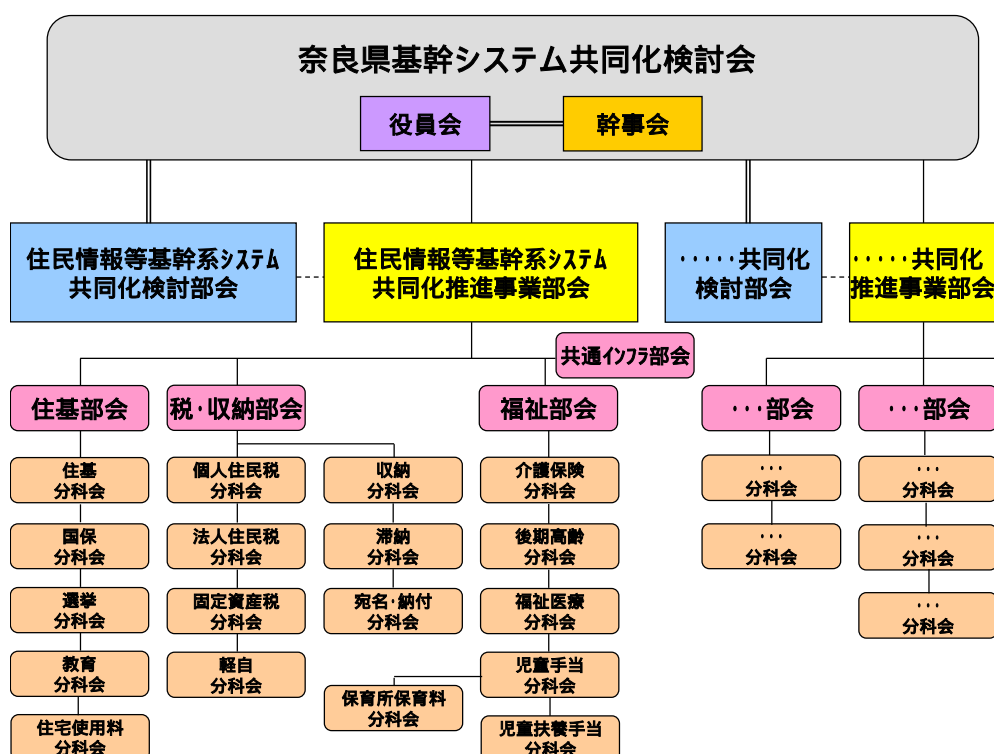 奈良県基幹システム共同化検討会
役員会
幹事会
住民情報等基幹系システム
共同化検討部会
住民情報等基幹系システム
共同化推進事業部会
・・・・・共同化
検討部会
・・・・・共同化
推進事業部会
共通インフラ部会
住基部会
税・収納部会
福祉部会
・・・部会
・・・部会
住基
分科会
国保
分科会
選挙
分科会
教育
分科会
住宅使用料
分科会
個人住民税
分科会
法人住民税
分科会
固定資産税
分科会
軽自
分科会
収納
分科会
滞納
分科会
宛名・納付
分科会
保育所保育料
分科会
介護保険
分科会
後期高齢
分科会
福祉医療
分科会
児童手当
分科会
児童扶養手当
分科会
・・・
分科会
・・・
分科会
・・・
分科会
・・・
分科会
・・・
分科会